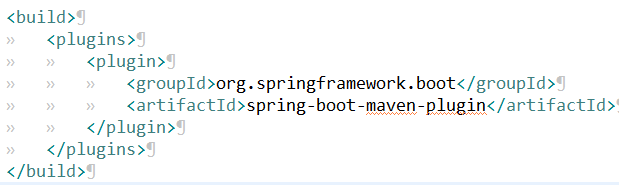 <build>
<plugins>
<plugin>
<groupId>org.springframework.boot</groupId>
<artifactId>spring-boot-maven-plugin</artifactId>
</plugin>
</plugins>
</build>